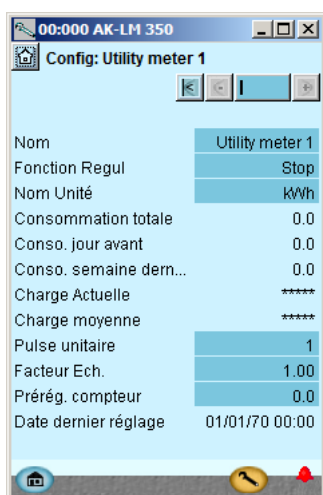 00:000 AK-LM 350
Config: Utility meter 1
Nom Utility meter 1
Fonction Regul Stop
Nom Unité kWh
Consommation totale 0.0
Conso. jour avant 0.0
Conso. semaine dern... 0.0
Charge Actuelle *****
Charge moyenne *****
Pulse unitaire 1
Facteur Ech. 1.00
Prérég. compteur 0.0
Date dernier réglage 01/01/70 00:00